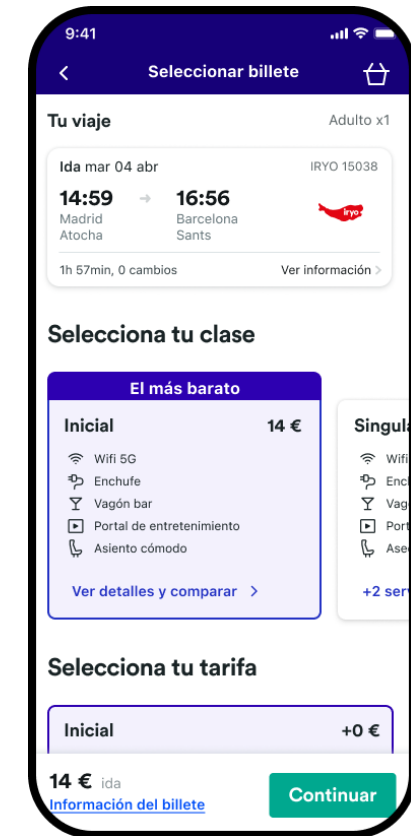 9:41
Seleccionar billete
Tu viaje Adulto x1
Ida mar 04 abr IRYO 15038
14:59 → 16:56
Madrid Barcelona
Atocha Sants
iryo
1h 57min, 0 cambios Ver información >
Selecciona tu clase
El más barato
Inicial 14 €
Wifi 5G
Enchufe
Vagón bar
Portal de entretenimiento
Asiento cómodo
Ver detalles y comparar >
Singula
Wifi
Encl
Vag
Port
Ase
+2 serv
Selecciona tu tarifa
Inicial +0 €
14 € ida
Información del billete
Continuar